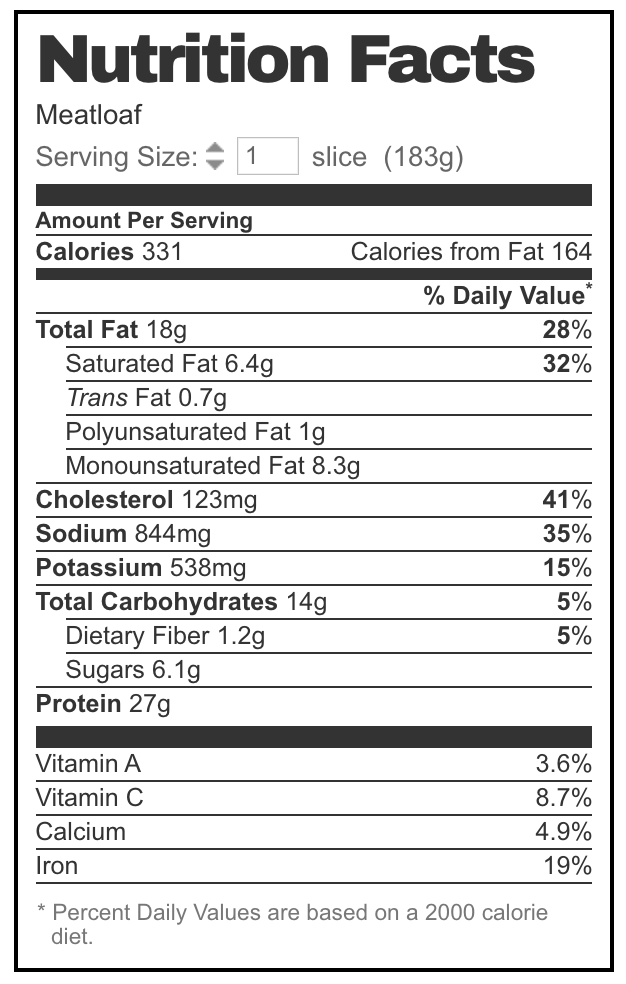 Nutrition Facts
Meatloaf
Serving Size: 1 slice (183g)
Amount Per Serving
Calories 331 Calories from Fat 164
% Daily Value*
Total Fat 18g 28%
Saturated Fat 6.4g 32%
Trans Fat 0.7g
Polyunsaturated Fat 1g
Monounsaturated Fat 8.3g
Cholesterol 123mg 41%
Sodium 844mg 35%
Potassium 538mg 15%
Total Carbohydrates 14g 5%
Dietary Fiber 1.2g 5%
Sugars 6.1g
Protein 27g
Vitamin A 3.6%
Vitamin C 8.7%
Calcium 4.9%
Iron 19%
* Percent Daily Values are based on a 2000 calorie
diet.